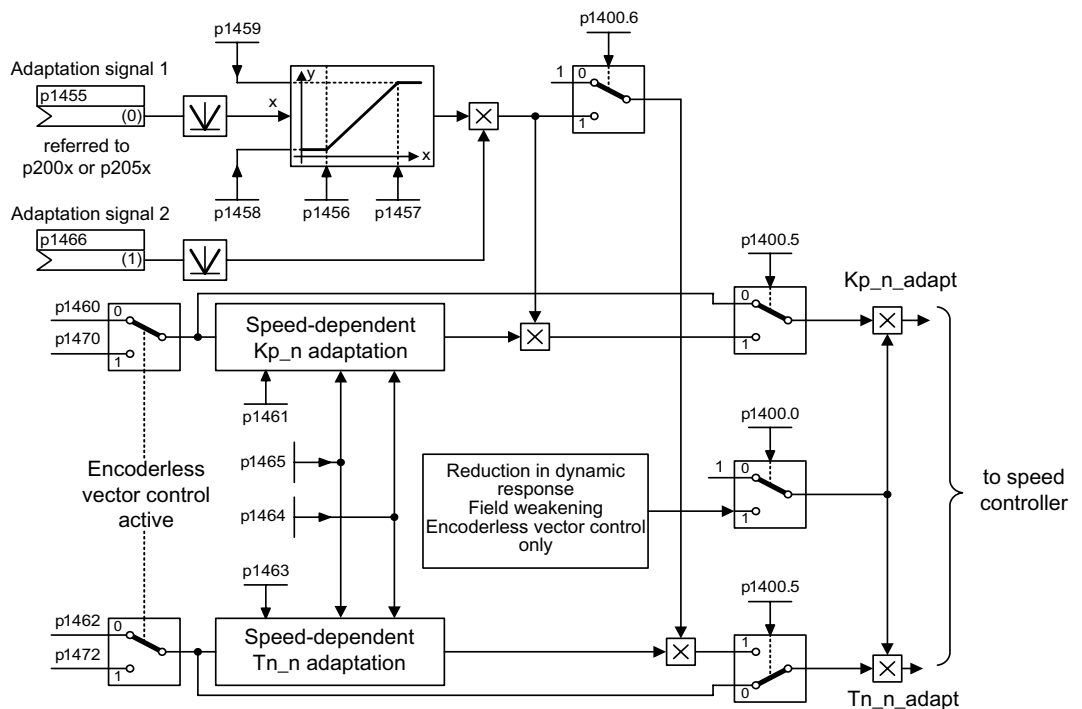 p1459
p1400.6
Adaptation signal 1
p1455
(0)
referred to
p200x or p205x
x
y
x
1
0
1
p1458
p1456
p1457
Adaptation signal 2
p1466
(1)
p1400.5
Kp_n_adapt
p1460
p1470
0
1
Speed-dependent
Kp_n adaptation
0
1
p1461
p1465
p1464
Encoderless
vector control
active
Reduction in dynamic
response
Field weakening
Encoderless vector control
only
p1400.0
1
0
1
to speed
controller
p1463
p1400.5
p1462
p1472
0
1
Speed-dependent
Tn_n adaptation
1
0
Tn_n_adapt